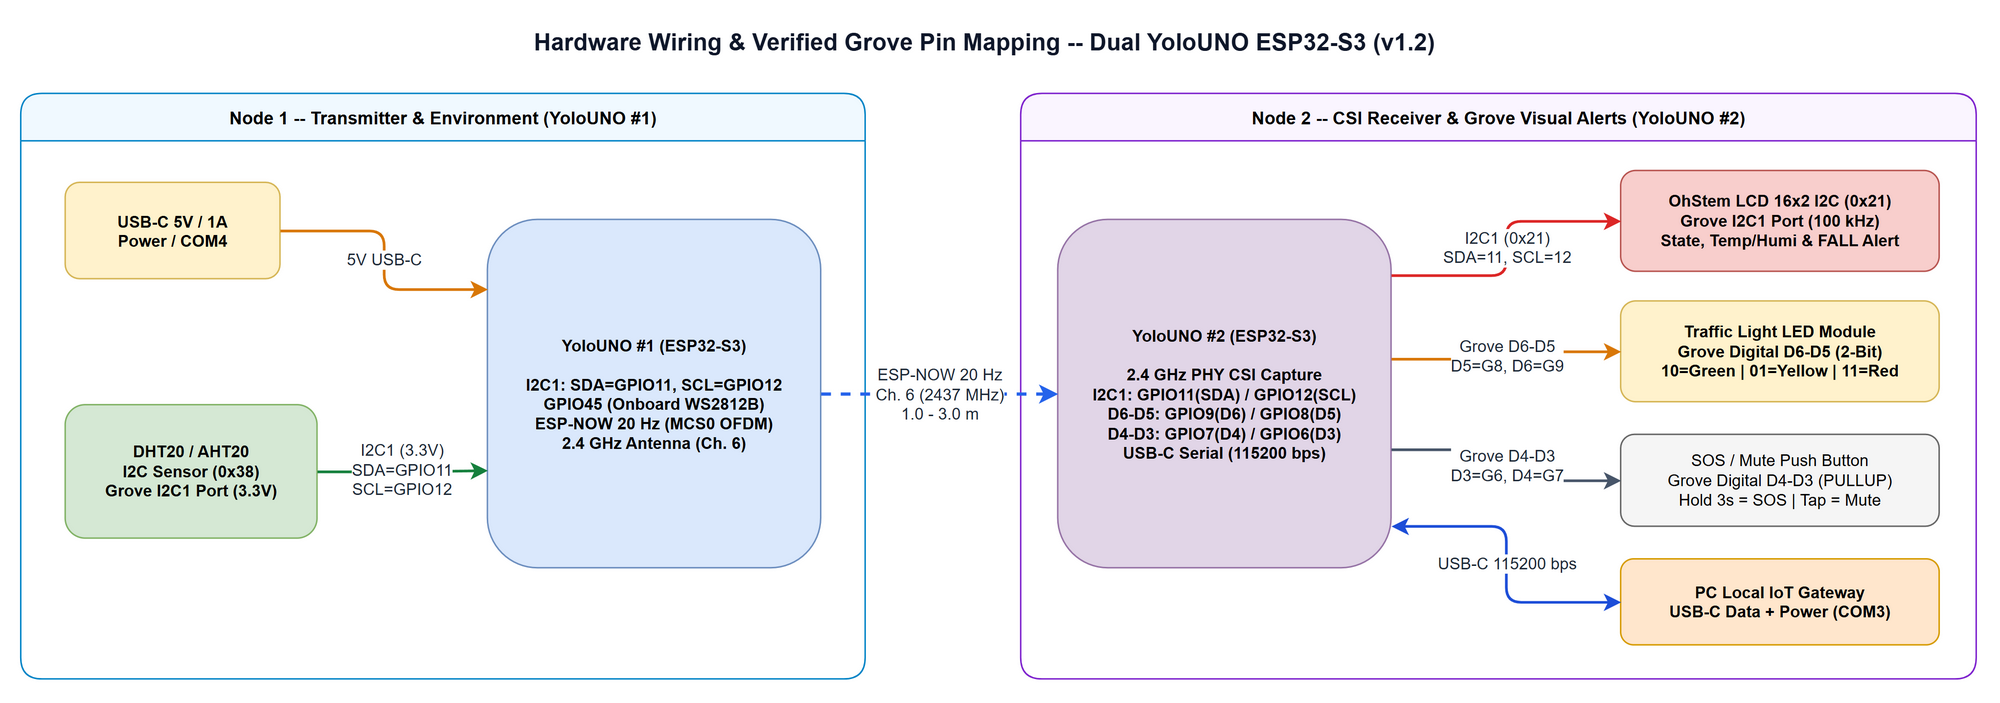 Hardware Wiring & Verified Grove Pin Mapping -- Dual YoloUNO ESP32-S3 (v1.2)
Node 1 -- Transmitter & Environment (YoloUNO #1)
USB-C 5V / 1A
Power / COM4
5V USB-C
DHT20 / AHT20
I2C Sensor (0x38)
Grove I2C1 Port (3.3V)
I2C1 (3.3V)
SDA=GPIO11
SCL=GPIO12
YoloUNO #1 (ESP32-S3)
I2C1: SDA=GPIO11, SCL=GPIO12
GPIO45 (Onboard WS2812B)
ESP-NOW 20 Hz (MCS0 OFDM)
2.4 GHz Antenna (Ch. 6)
ESP-NOW 20 Hz
Ch. 6 (2437 MHz)
1.0 - 3.0 m
Node 2 -- CSI Receiver & Grove Visual Alerts (YoloUNO #2)
YoloUNO #2 (ESP32-S3)
2.4 GHz PHY CSI Capture
I2C1: GPIO11(SDA) / GPIO12(SCL)
D6-D5: GPIO9(D6) / GPIO8(D5)
D4-D3: GPIO7(D4) / GPIO6(D3)
USB-C Serial (115200 bps)
I2C1 (0x21)
SDA=11, SCL=12
OhStem LCD 16x2 I2C (0x21)
Grove I2C1 Port (100 kHz)
State, Temp/Humi & FALL Alert
Grove D6-D5
D5=G8, D6=G9
Traffic Light LED Module
Grove Digital D6-D5 (2-Bit)
10=Green | 01=Yellow | 11=Red
Grove D4-D3
D3=G6, D4=G7
SOS / Mute Push Button
Grove Digital D4-D3 (PULLUP)
Hold 3s = SOS | Tap = Mute
USB-C 115200 bps
PC Local IoT Gateway
USB-C Data + Power (COM3)